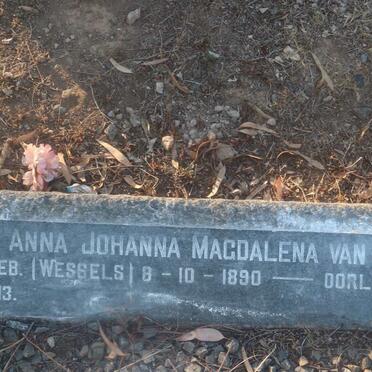 ANNA JOHANNA MAGDALENA VAN
EB. (WESSELS) 8-10-1890 — OORL
13.